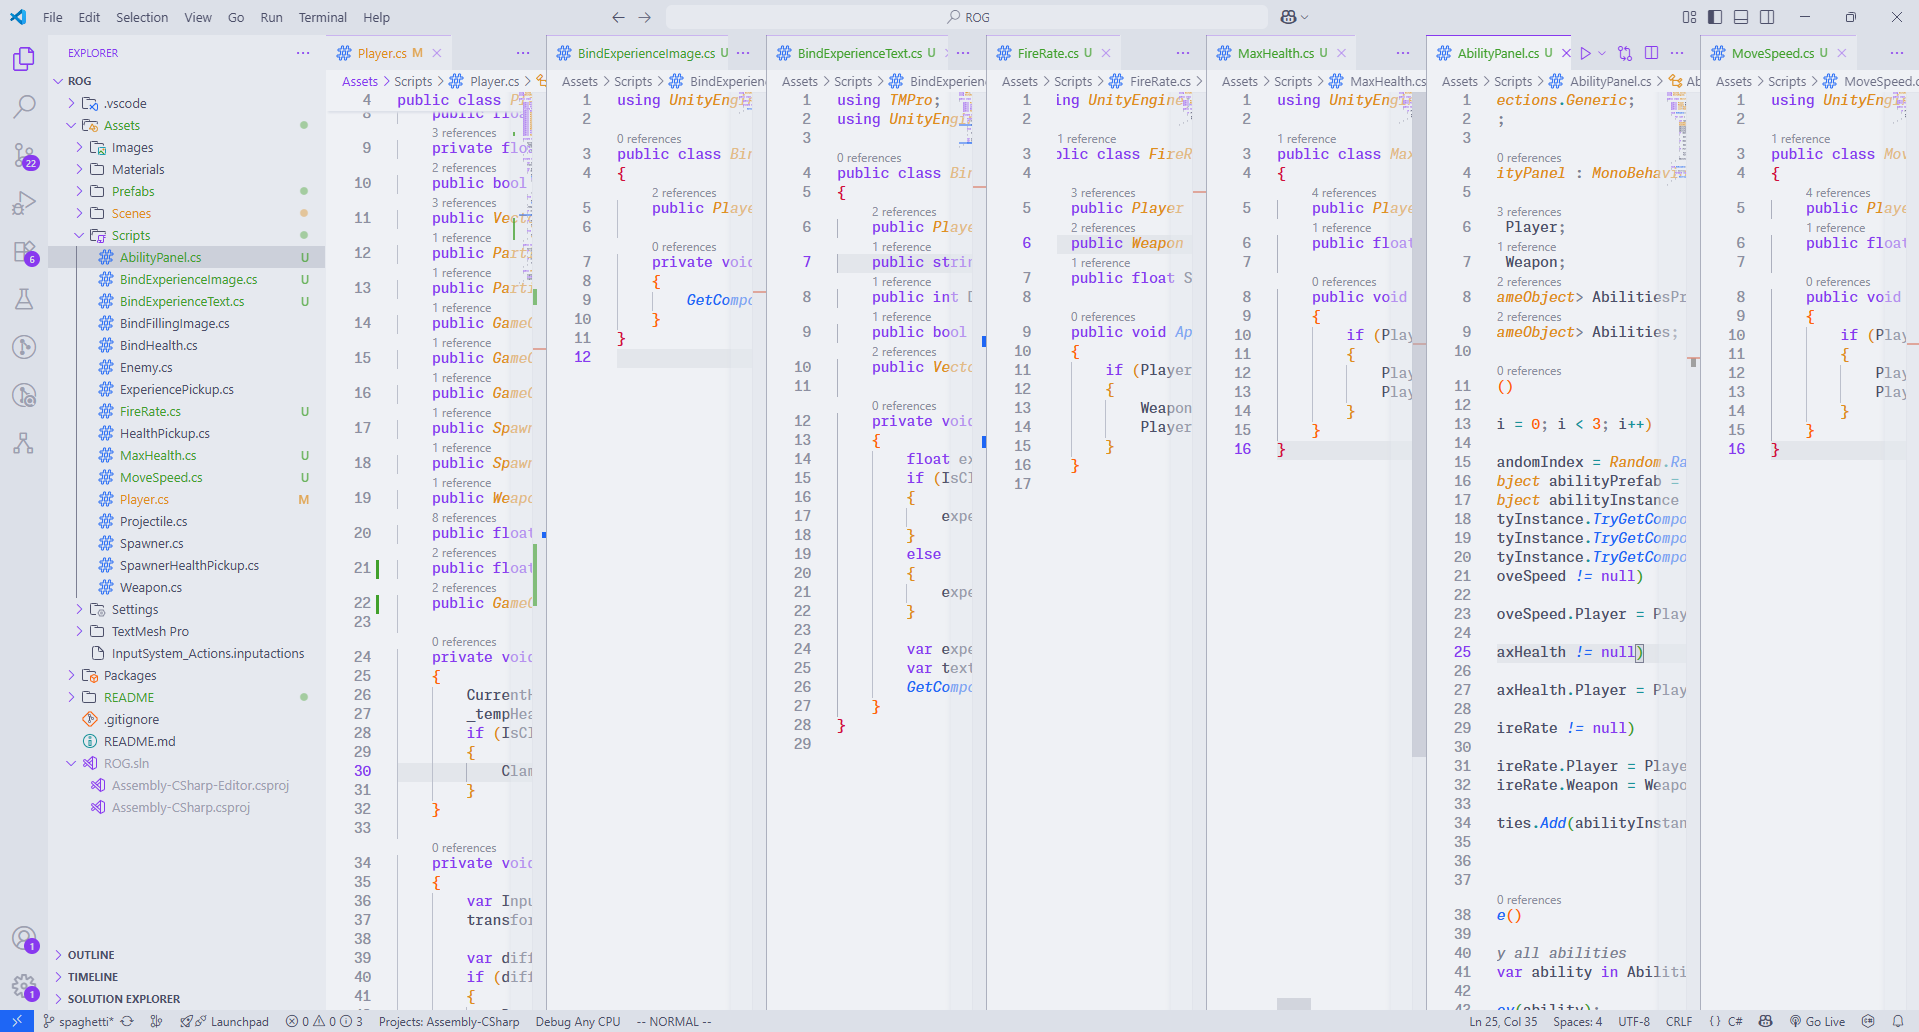 File Edit Selection View Go Run Terminal Help
ROG
EXPLORER
ROG
.vscode
Assets
Images
Materials
Prefabs
Scenes
Scripts
AbilityPanel.cs U
BindExperienceImage.cs U
BindExperienceText.cs U
BindFillingImage.cs
BindHealth.cs
Enemy.cs
ExperiencePickup.cs
FireRate.cs U
HealthPickup.cs
MaxHealth.cs U
MoveSpeed.cs U
Player.cs M
Projectile.cs
Spawner.cs
SpawnerHealthPickup.cs
Weapon.cs
Settings
TextMesh Pro
InputSystem_Actions.inputactions
Packages
README
.gitignore
README.md
ROG.sln
Assembly-CSharp-Editor.csproj
Assembly-CSharp.csproj
OUTLINE
TIMELINE
SOLUTION EXPLORER
22
6
1
1
Player.cs M
Assets > Scripts > Player.cs >
4 public class P
8 public floa
3 references
9 private flo
2 references
10 public bool
3 references
11 public Vect
1 reference
12 public Part
1 reference
13 public Part
1 reference
14 public Game
1 reference
15 public Game
1 reference
16 public Game
1 reference
17 public Spaw
1 reference
18 public Spaw
1 reference
19 public Weap
8 references
20 public float
2 references
21 public float
2 references
22 public Game
23
0 references
24 private void
25 {
26 CurrentH
27 _tempHea
28 if (IsCl
29 {
30 Clam
31 }
32 }
33
0 references
34 private void
35 {
36 var Inpu
37 transfor
38
39 var diff
40 if (diff
41 {
BindExperienceImage.cs U
Assets > Scripts > BindExperien
1 using UnityEngi
2
0 references
3 public class Bin
4 {
2 references
5 public Playe
6
0 references
7 private void
8 {
9 GetCompo
10 }
11 }
12
BindExperienceText.cs U
Assets > Scripts > BindExperien
1 using TMPro;
2 using UnityEngi
3
0 references
4 public class Bin
5 {
2 references
6 public Playe
1 reference
7 public strin
1 reference
8 public int D
1 reference
9 public bool
2 references
10 public Vecto
11
0 references
12 private void
13 {
14 float ex
15 if (IsCl
16 {
17 expe
18 }
19 else
20 {
21 expe
22 }
23
24 var expe
25 var text
26 GetCompo
27 }
28 }
29
FireRate.cs U
Assets > Scripts > FireRate.cs >
1 ing UnityEngine
2
1 reference
3 blic class FireR
4
3 references
5 public Player
2 references
6 public Weapon
1 reference
7 public float S
8
0 references
9 public void Ap
10 {
11 if (Player
12 {
13 Weapon
14 Player
15 }
16 }
17
MaxHealth.cs U
Assets > Scripts > MaxHealth.cs
1 using UnityEngi
2
1 reference
3 public class Max
4 {
4 references
5 public Playe
1 reference
6 public float
7
0 references
8 public void
9 {
10 if (Play
11 {
12 Play
13 Play
14 }
15 }
16 }
AbilityPanel.cs U
Assets > Scripts > AbilityPanel.cs > Ab
1 ections.Generic;
2 ;
3
0 references
4 ityPanel : MonoBehavi
5
3 references
6 Player;
1 reference
7 Weapon;
2 references
8 ameObject> AbilitiesPr
2 references
9 ameObject> Abilities;
10
0 references
11 ()
12
13 i = 0; i < 3; i++)
14
15 andomIndex = Random.Ra
16 bject abilityPrefab =
17 bject abilityInstance
18 tyInstance.TryGetCompo
19 tyInstance.TryGetCompo
20 tyInstance.TryGetCompo
21 oveSpeed != null)
22
23 oveSpeed.Player = Play
24
25 axHealth != null)
26
27 axHealth.Player = Play
28
29 ireRate != null)
30
31 ireRate.Player = Playe
32 ireRate.Weapon = Weapo
33
34 ties.Add(abilityInstan
35
36
37
0 references
38 e()
39
40 y all abilities
41 var ability in Abiliti
42
oy(ability);
MoveSpeed.cs U
Assets > Scripts > MoveSpeed.c
1 using UnityEngi
2
1 reference
3 public class Mov
4 {
4 references
5 public Playe
1 reference
6 public float
7
0 references
8 public void
9 {
10 if (Play
11 {
12 Play
13 Play
14 }
15 }
16 }
spaghetti* Launchpad 0 0 3 Projects: Assembly-CSharp Debug Any CPU -- NORMAL -- Ln 25, Col 35 Spaces: 4 UTF-8 CRLF {} C# Go Live